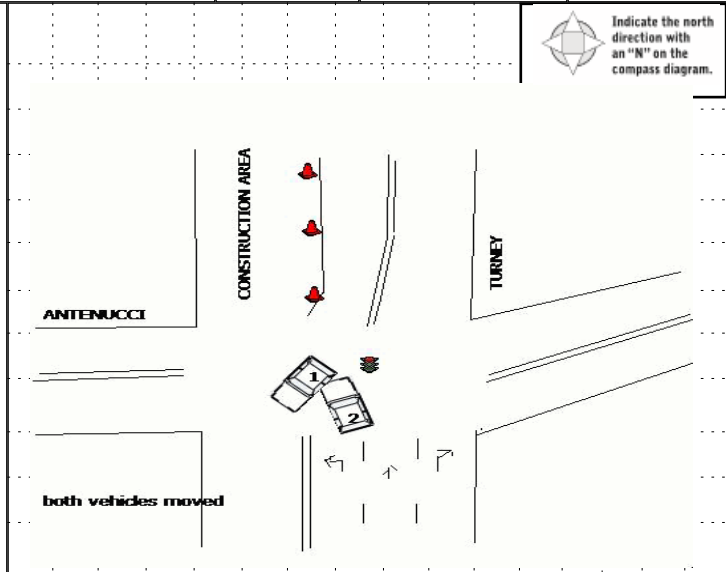 Indicate the north
direction with
an “N” on the
compass diagram.
CONSTRUCTION AREA
TURNEY
ANTENUCCI
1
2
both vehicles moved